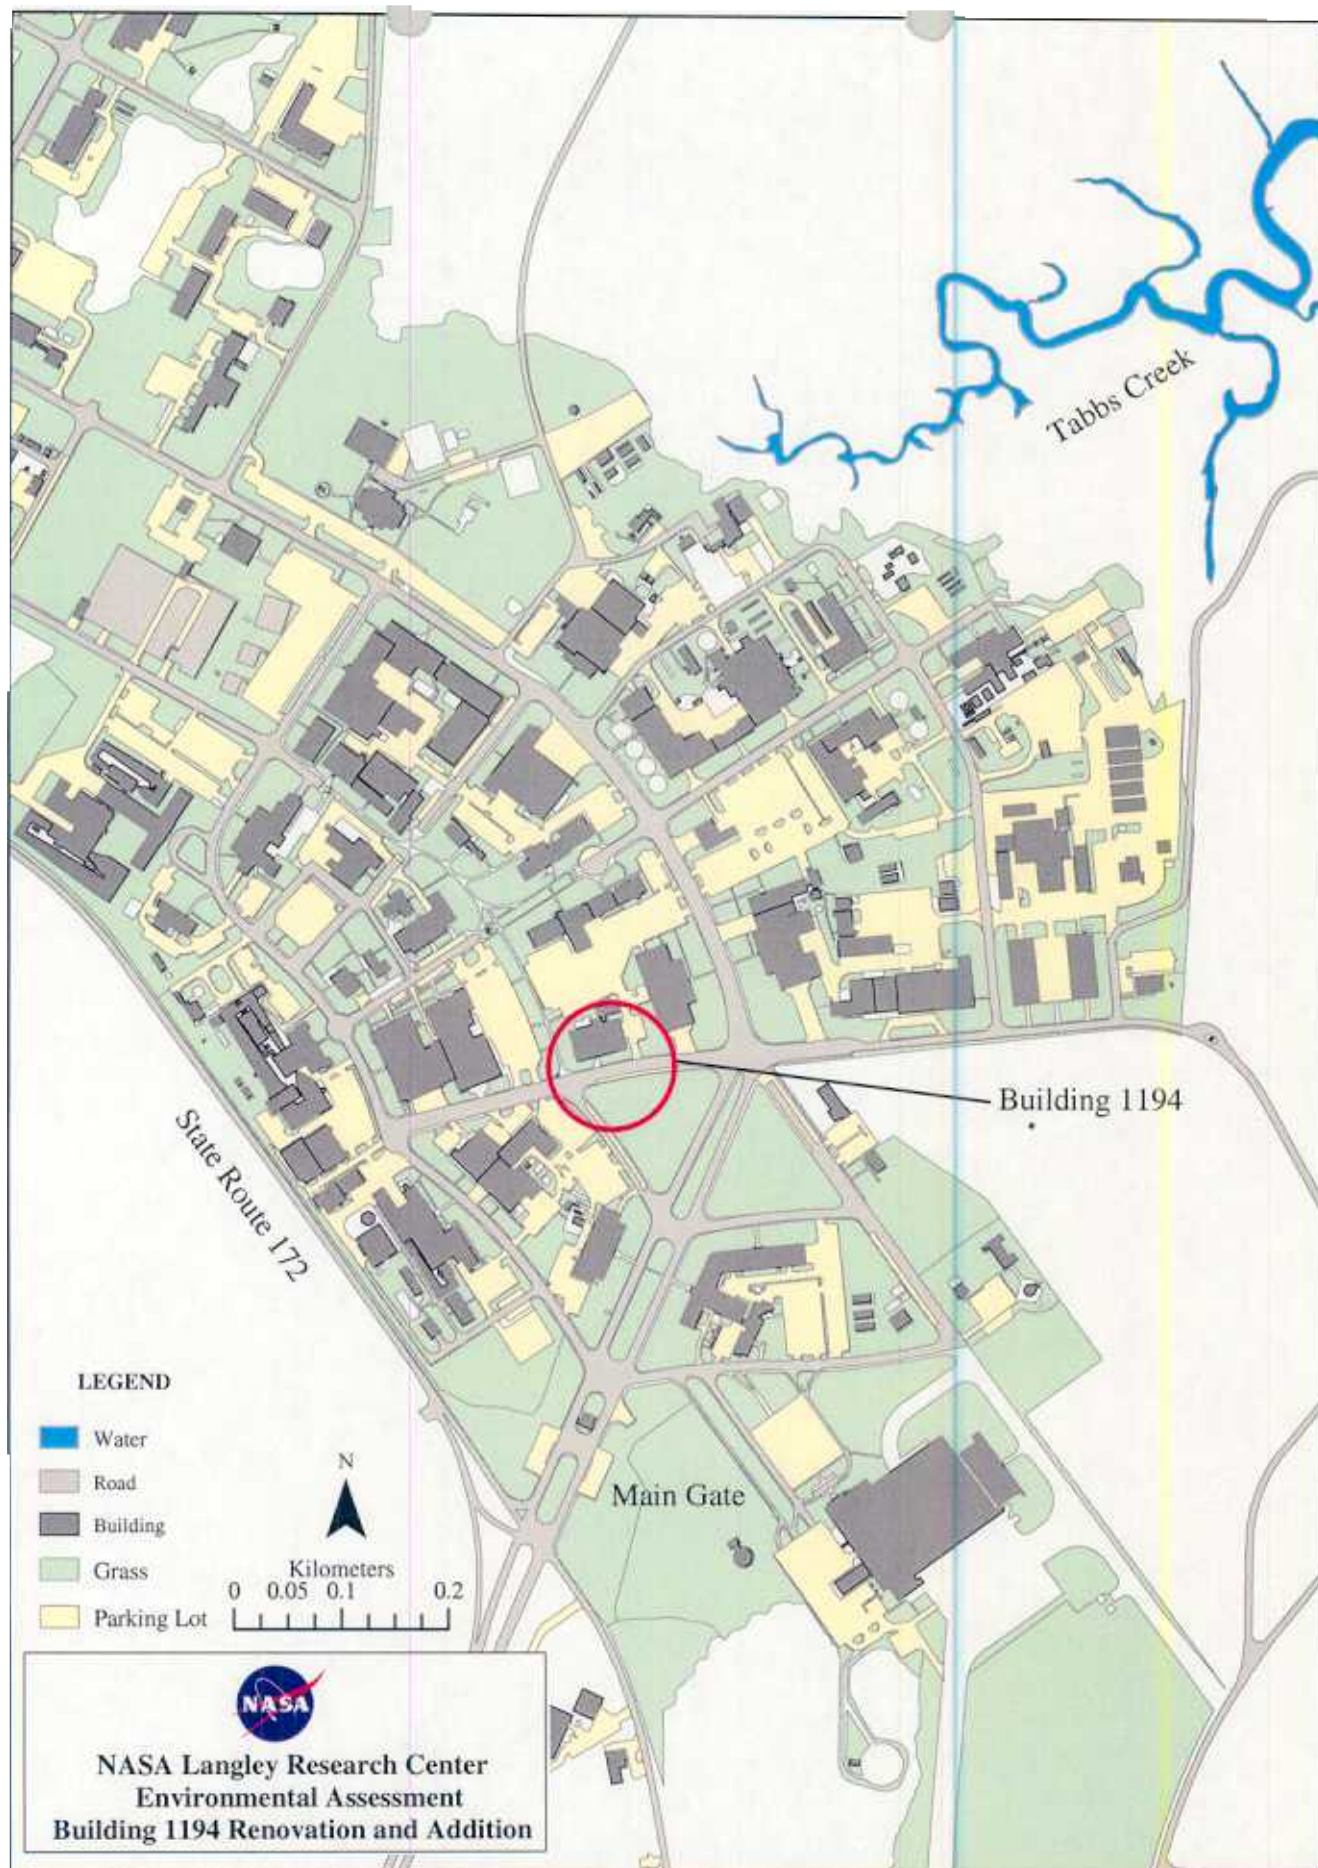 Tabbs Creek
Building 1194
State Route 172
Main Gate
LEGEND
Water
Road
Building
Grass
Parking Lot
N
Kilometers
0 0.05 0.1 0.2
NASA
NASA Langley Research Center
Environmental Assessment
Building 1194 Renovation and Addition